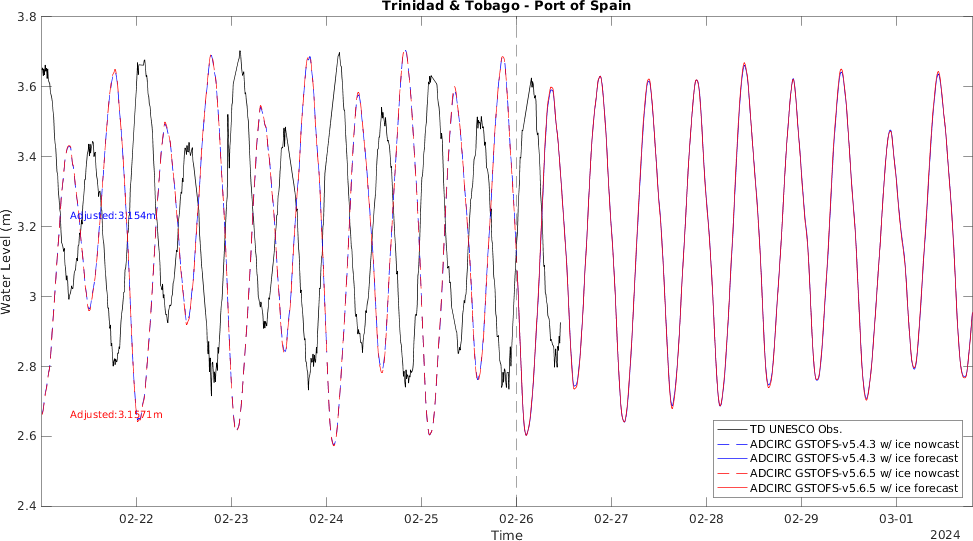 Trinidad & Tobago - Port of Spain
3.8
3.6
3.4
3.2
3
2.8
2.6
2.4
Water Level (m)
Adjusted:3.154m
Adjusted:3.1571m
TD UNESCO Obs.
ADCIRC GSTOFS-v5.4.3 w/ ice nowcast
ADCIRC GSTOFS-v5.4.3 w/ ice forecast
ADCIRC GSTOFS-v5.6.5 w/ ice nowcast
ADCIRC GSTOFS-v5.6.5 w/ ice forecast
02-22 02-23 02-24 02-25 02-26 02-27 02-28 02-29 03-01
Time
2024